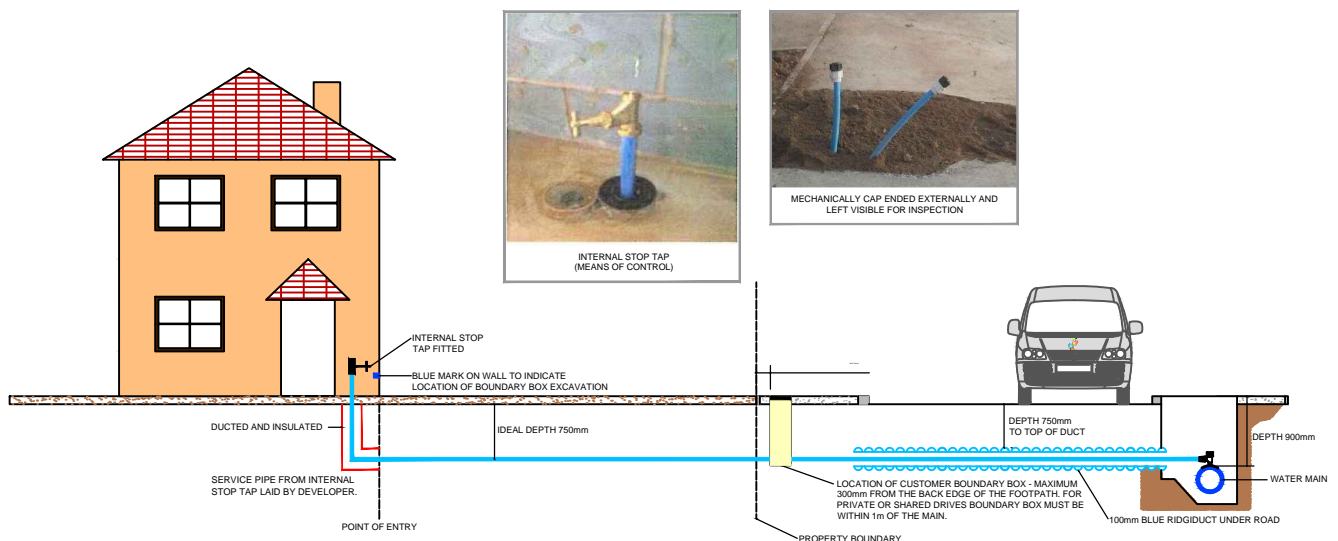 MECHANICALLY CAP ENDED EXTERNALLY AND
LEFT VISIBLE FOR INSPECTION
INTERNAL STOP TAP
(MEANS OF CONTROL)
INTERNAL STOP
TAP FITTED
BLUE MARK ON WALL TO INDICATE
LOCATION OF BOUNDARY BOX EXCAVATION
DUCTED AND INSULATED
IDEAL DEPTH 750mm
DEPTH 750mm
TO TOP OF DUCT
DEPTH 900mm
SERVICE PIPE FROM INTERNAL
STOP TAP LAID BY DEVELOPER.
LOCATION OF CUSTOMER BOUNDARY BOX - MAXIMUM
300mm FROM THE BACK EDGE OF THE FOOTPATH. FOR
PRIVATE OR SHARED DRIVES BOUNDARY BOX MUST BE
WITHIN 1m OF THE MAIN.
WATER MAIN
100mm BLUE RIDGIDUCT UNDER ROAD
POINT OF ENTRY
PROPERTY BOUNDARY